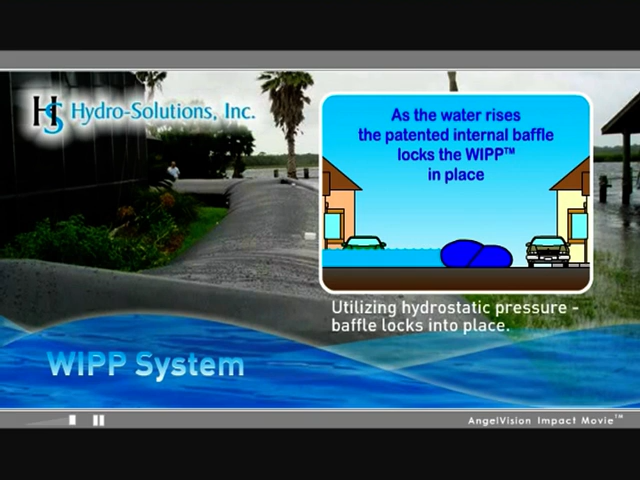 HS Hydro-Solutions, Inc.
As the water rises
the patented internal baffle
locks the WIPP™
in place
Utilizing hydrostatic pressure -
baffle locks into place.
WIPP System
AngelVision Impact Movie™